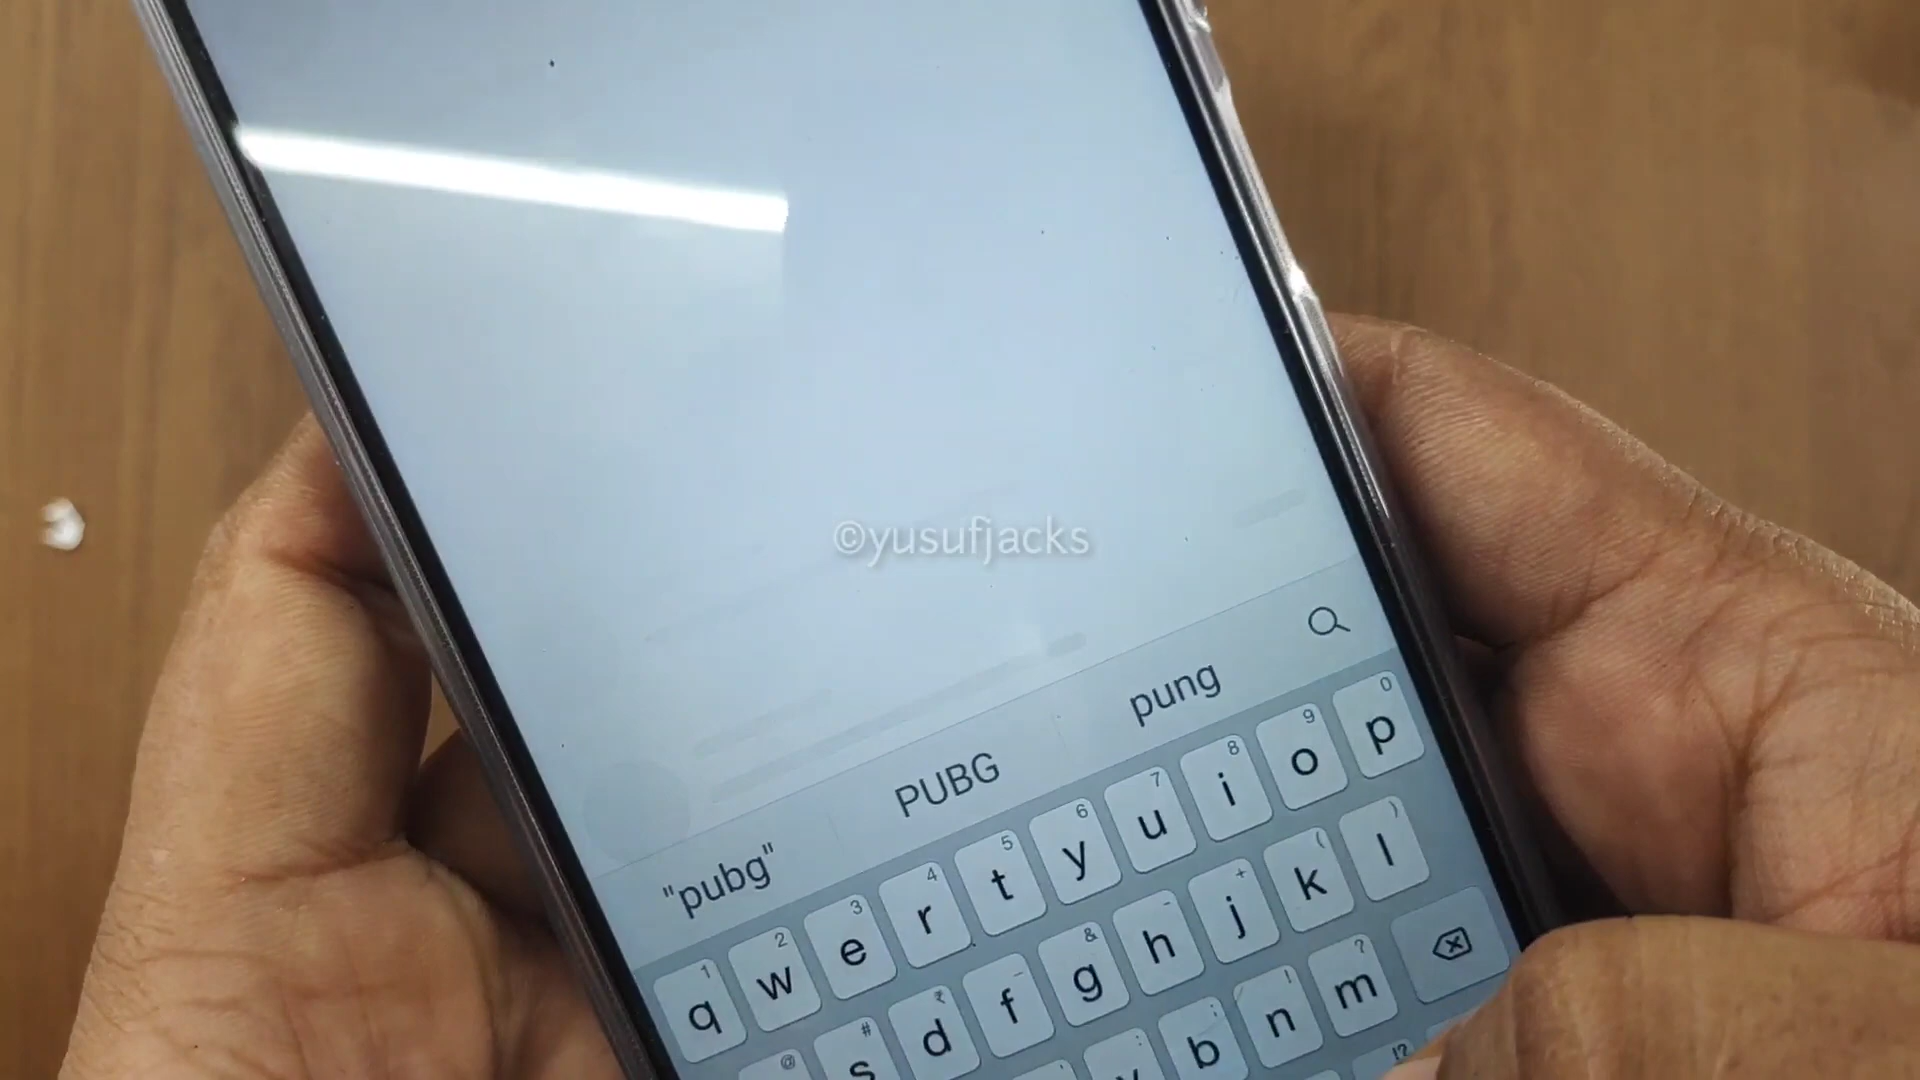 ©yusufjacks
"pubg" PUBG pung
1 2 3 4 5 6 7 8 9 0
q w e r t y u i o p
@ # ₹ _ & - + ( )
s d f g h j k l
: ; ! ?
v b n m
!?